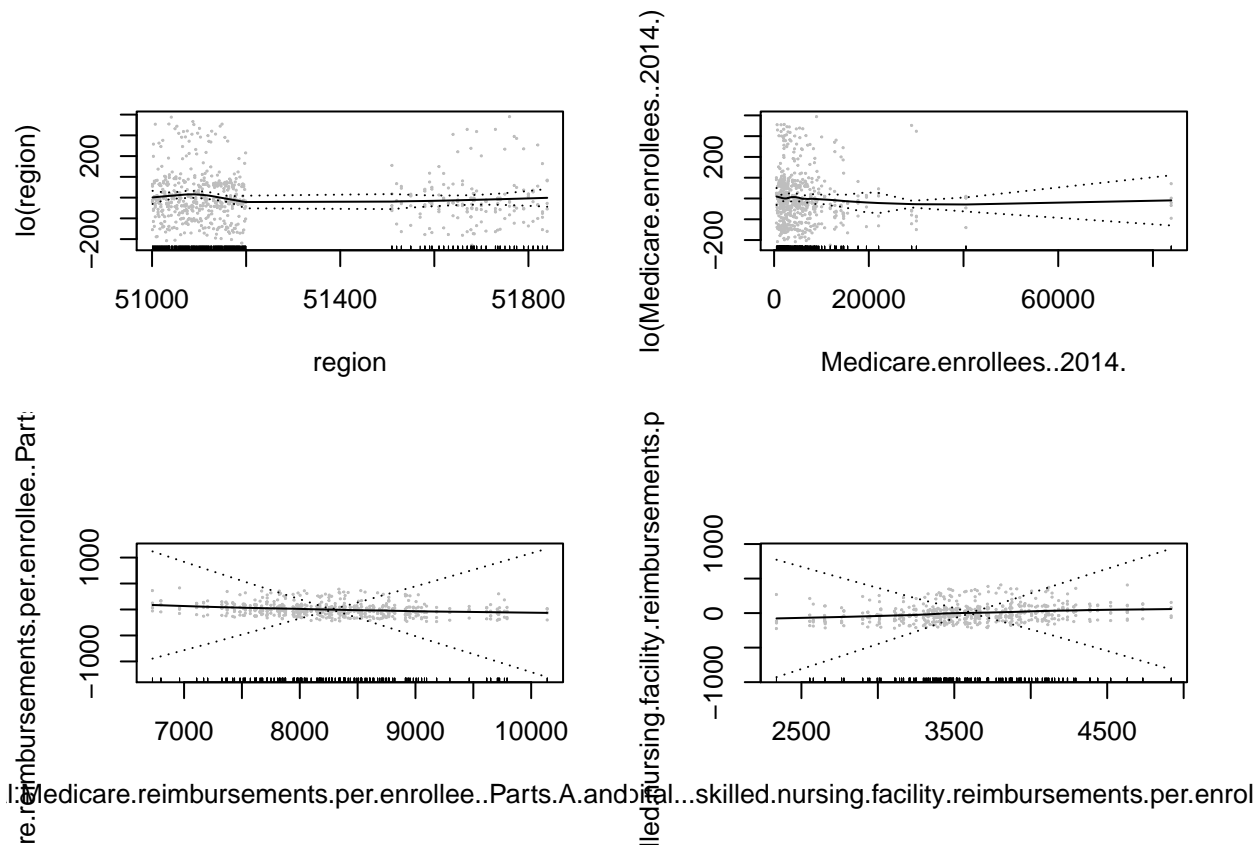 lo(region)
200
−200
51000 51400 51800
region
lo(Medicare.enrollees..2014.)
200
−200
0 20000 60000
Medicare.enrollees..2014.
re.reimbursements.per.enrollee..Part
1000
−1000
7000 8000 9000 10000
Medicare.reimbursements.per.enrollee..Parts.A.and
lled.nursing.facility.reimbursements.p
1000
0
−1000
2500 3500 4500
...skilled.nursing.facility.reimbursements.per.enrol